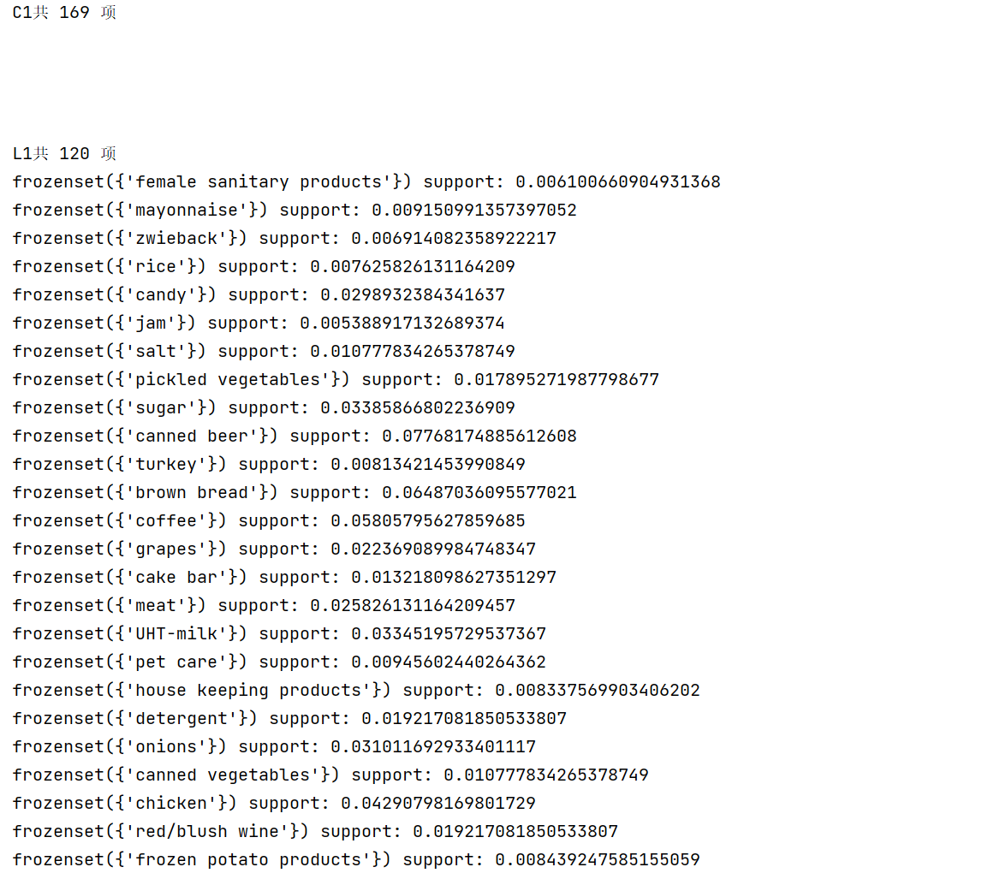 C1共 169 项
L1共 120 项
frozenset({'female sanitary products'}) support: 0.006100660904931368
frozenset({'mayonnaise'}) support: 0.009150991357397052
frozenset({'zwieback'}) support: 0.006914082358922217
frozenset({'rice'}) support: 0.007625826131164209
frozenset({'candy'}) support: 0.0298932384341637
frozenset({'jam'}) support: 0.005388917132689374
frozenset({'salt'}) support: 0.010777834265378749
frozenset({'pickled vegetables'}) support: 0.017895271987798677
frozenset({'sugar'}) support: 0.03385866802236909
frozenset({'canned beer'}) support: 0.07768174885612608
frozenset({'turkey'}) support: 0.00813421453990849
frozenset({'brown bread'}) support: 0.06487036095577021
frozenset({'coffee'}) support: 0.05805795627859685
frozenset({'grapes'}) support: 0.022369089984748347
frozenset({'cake bar'}) support: 0.013218098627351297
frozenset({'meat'}) support: 0.025826131164209457
frozenset({'UHT-milk'}) support: 0.03345195729537367
frozenset({'pet care'}) support: 0.00945602440264362
frozenset({'house keeping products'}) support: 0.008337569903406202
frozenset({'detergent'}) support: 0.019217081850533807
frozenset({'onions'}) support: 0.031011692933401117
frozenset({'canned vegetables'}) support: 0.010777834265378749
frozenset({'chicken'}) support: 0.04290798169801729
frozenset({'red/blush wine'}) support: 0.019217081850533807
frozenset({'frozen potato products'}) support: 0.008439247585155059